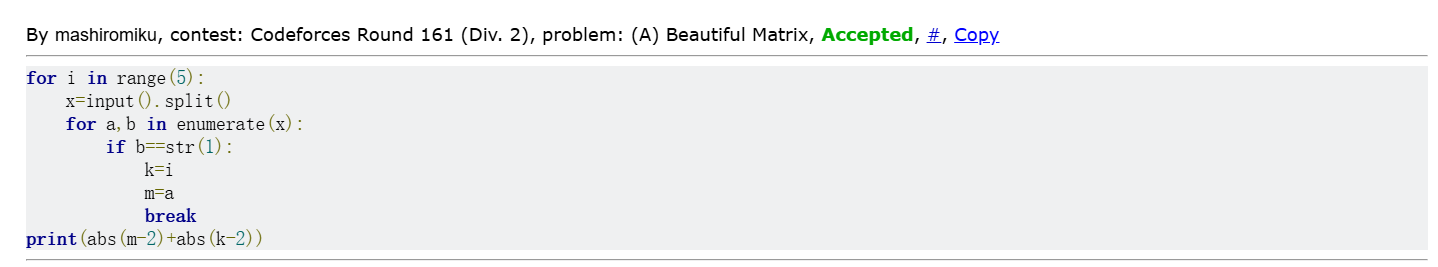 By mashiromiku, contest: Codeforces Round 161 (Div. 2), problem: (A) Beautiful Matrix, Accepted, #, Copy
for i in range(5):
    x=input().split()
    for a,b in enumerate(x):
        if b==str(1):
            k=i
            m=a
            break
print(abs(m-2)+abs(k-2))